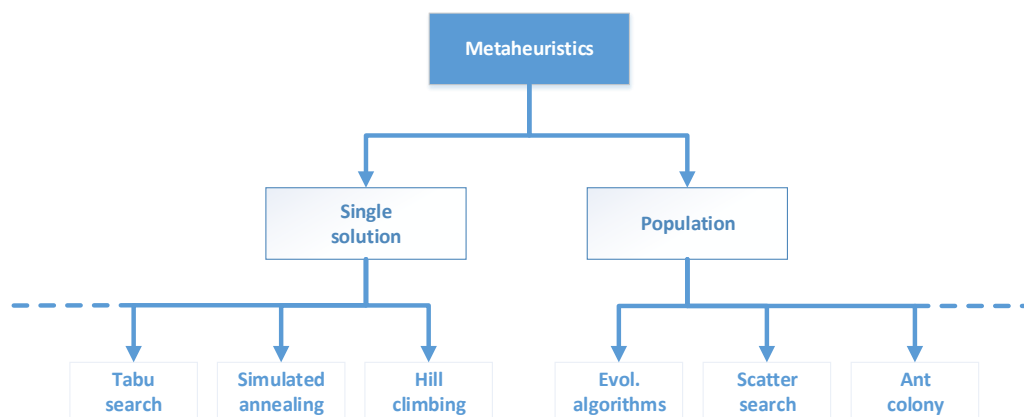 Metaheuristics
Single
solution
Population
Tabu
search
Simulated
annealing
Hill
climbing
Evol.
algorithms
Scatter
search
Ant
colony